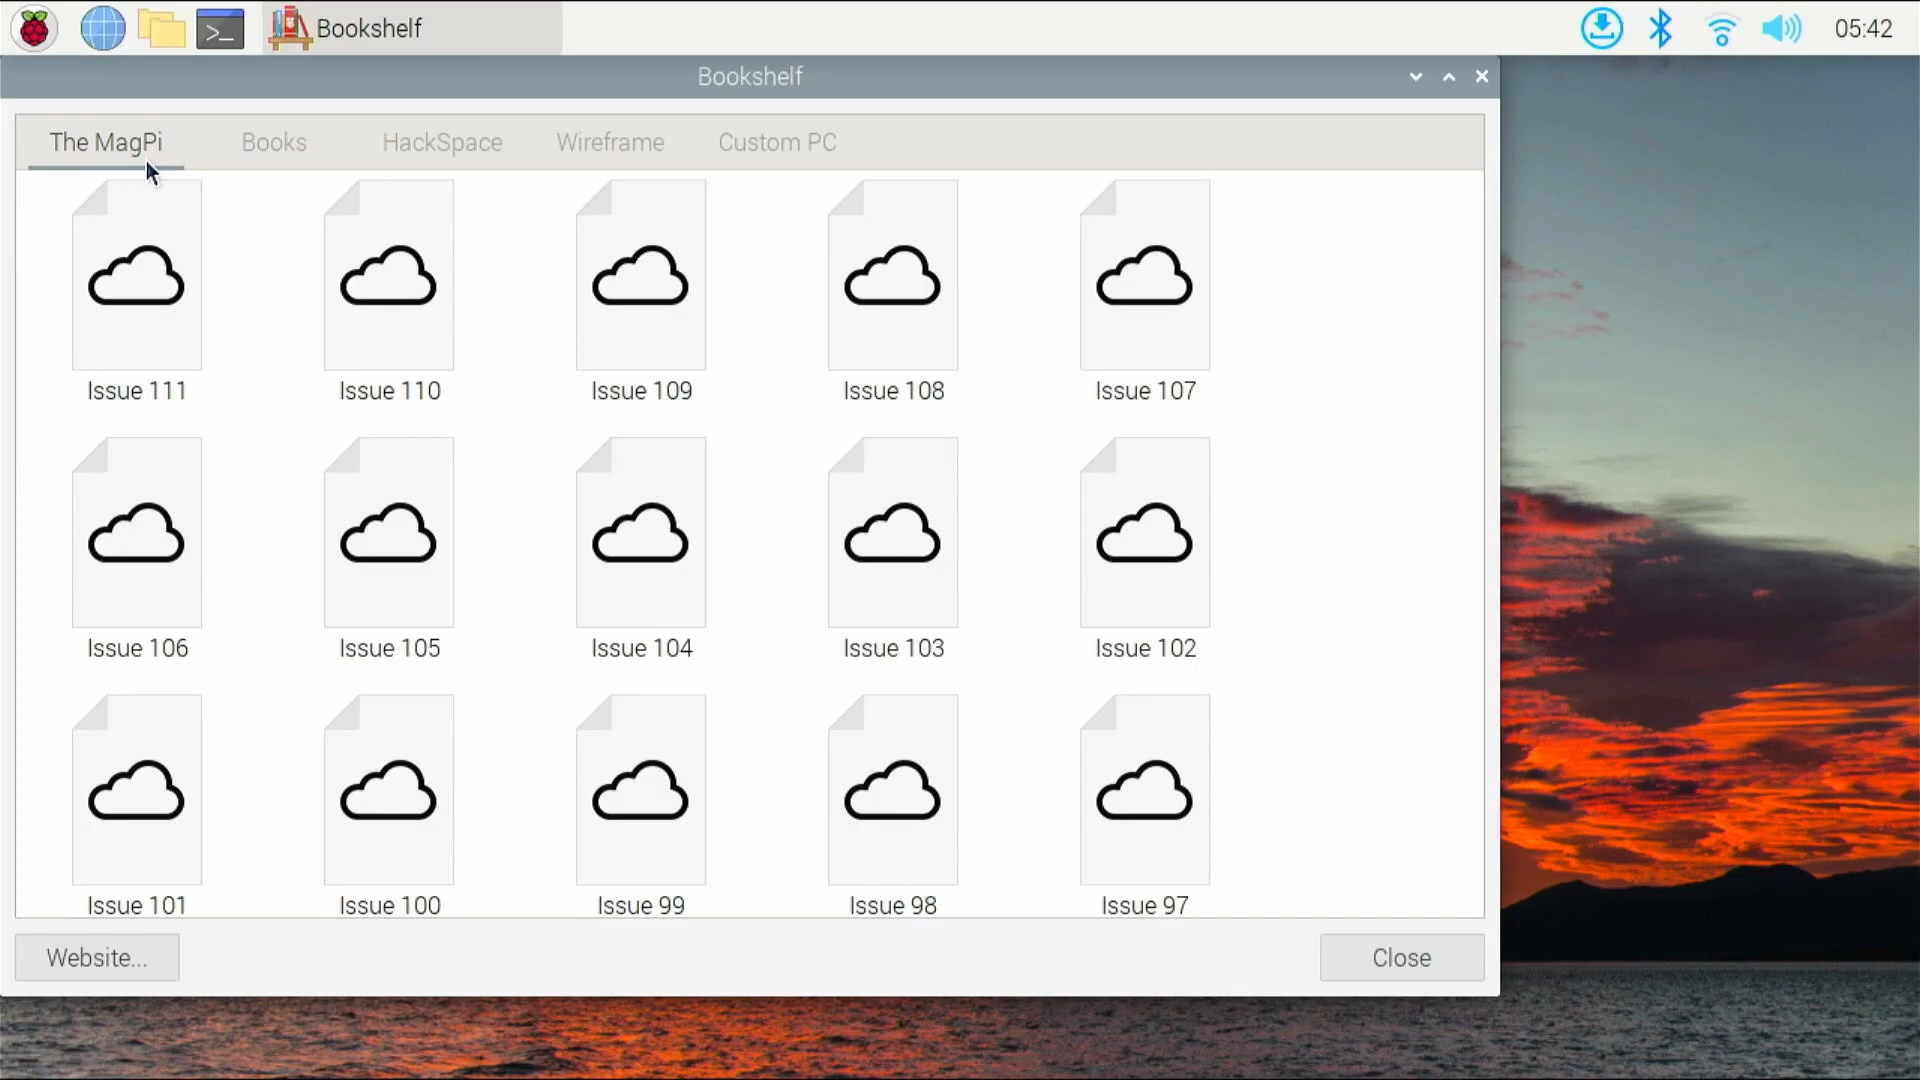 >_
Bookshelf
05:42
Bookshelf
The MagPi Books HackSpace Wireframe Custom PC
Issue 111 Issue 110 Issue 109 Issue 108 Issue 107
Issue 106 Issue 105 Issue 104 Issue 103 Issue 102
Issue 101 Issue 100 Issue 99 Issue 98 Issue 97
Website... Close